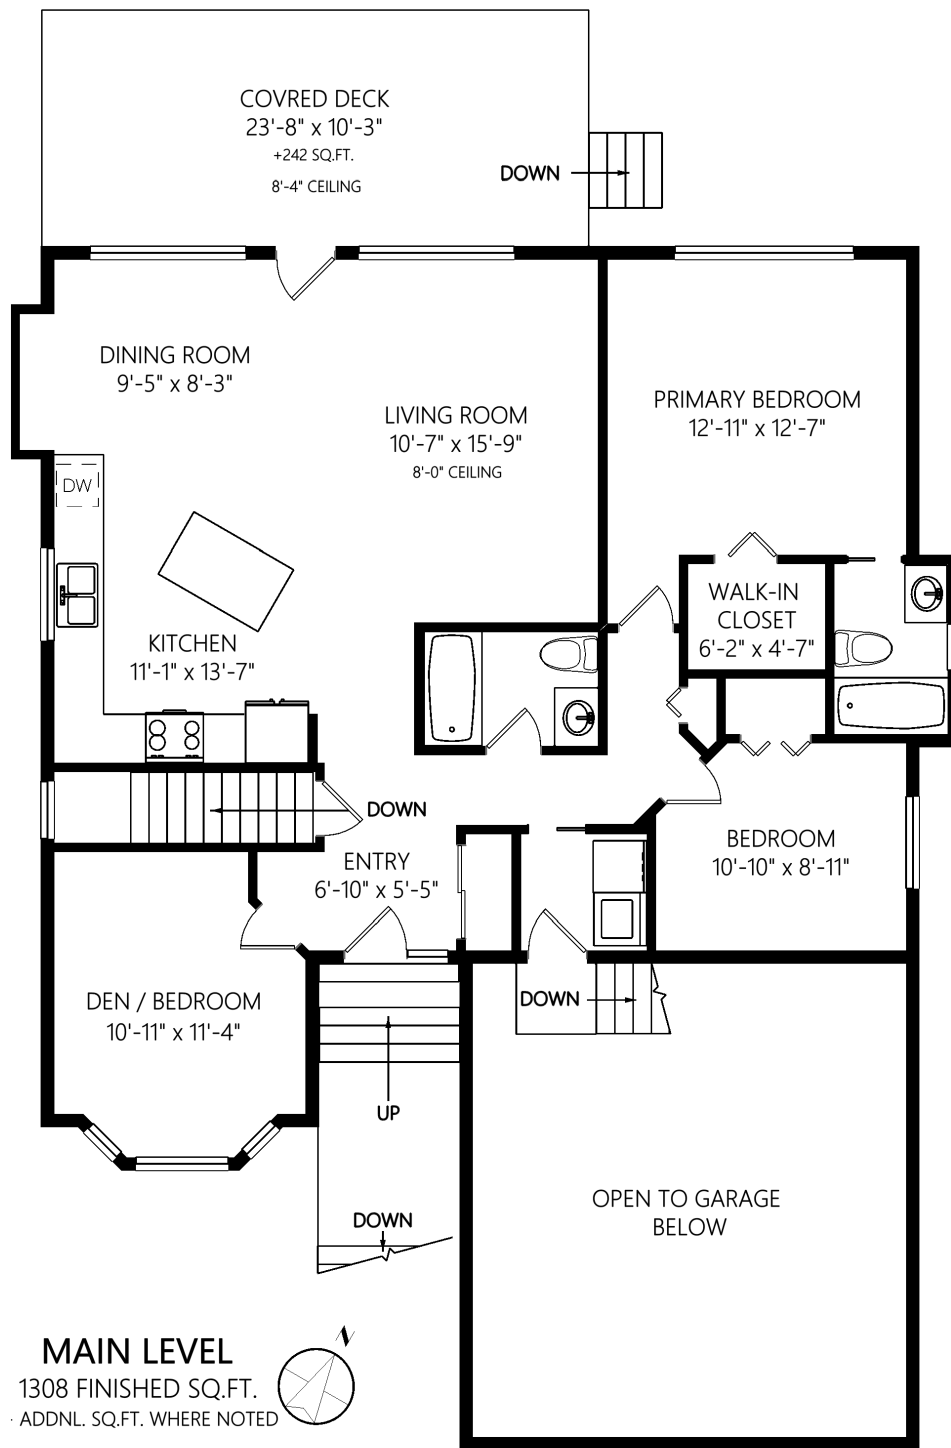 COVRED DECK
23'-8" x 10'-3"
+242 SQ.FT.
8'-4" CEILING
DOWN
DINING ROOM
9'-5" x 8'-3"
LIVING ROOM
10'-7" x 15'-9"
8'-0" CEILING
PRIMARY BEDROOM
12'-11" x 12'-7"
DW
WALK-IN
CLOSET
6'-2" x 4'-7"
KITCHEN
11'-1" x 13'-7"
DOWN
BEDROOM
10'-10" x 8'-11"
ENTRY
6'-10" x 5'-5"
DEN / BEDROOM
10'-11" x 11'-4"
DOWN
UP
OPEN TO GARAGE
BELOW
DOWN
N
MAIN LEVEL
1308 FINISHED SQ.FT.
· ADDNL. SQ.FT. WHERE NOTED